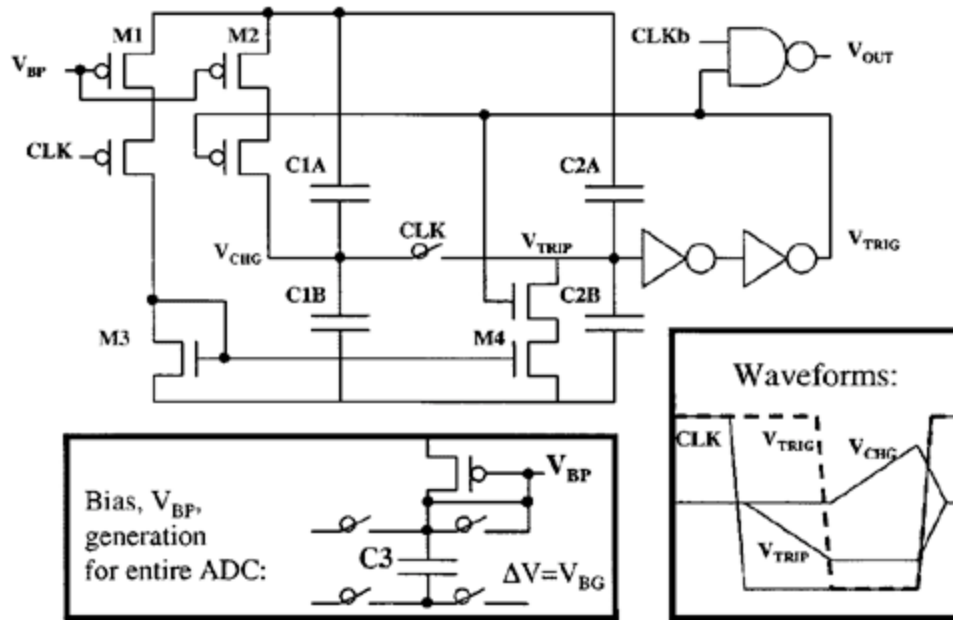 M1
M2
V_BP
CLKb
V_OUT
CLK
C1A
C2A
CLK
V_CHG
V_TRIP
V_TRIG
C1B
C2B
M3
M4
Waveforms:
CLK
V_TRIG
V_CHG
V_TRIP
V_BP
Bias, V_BP,
generation
for entire ADC:
C3
ΔV=V_BG